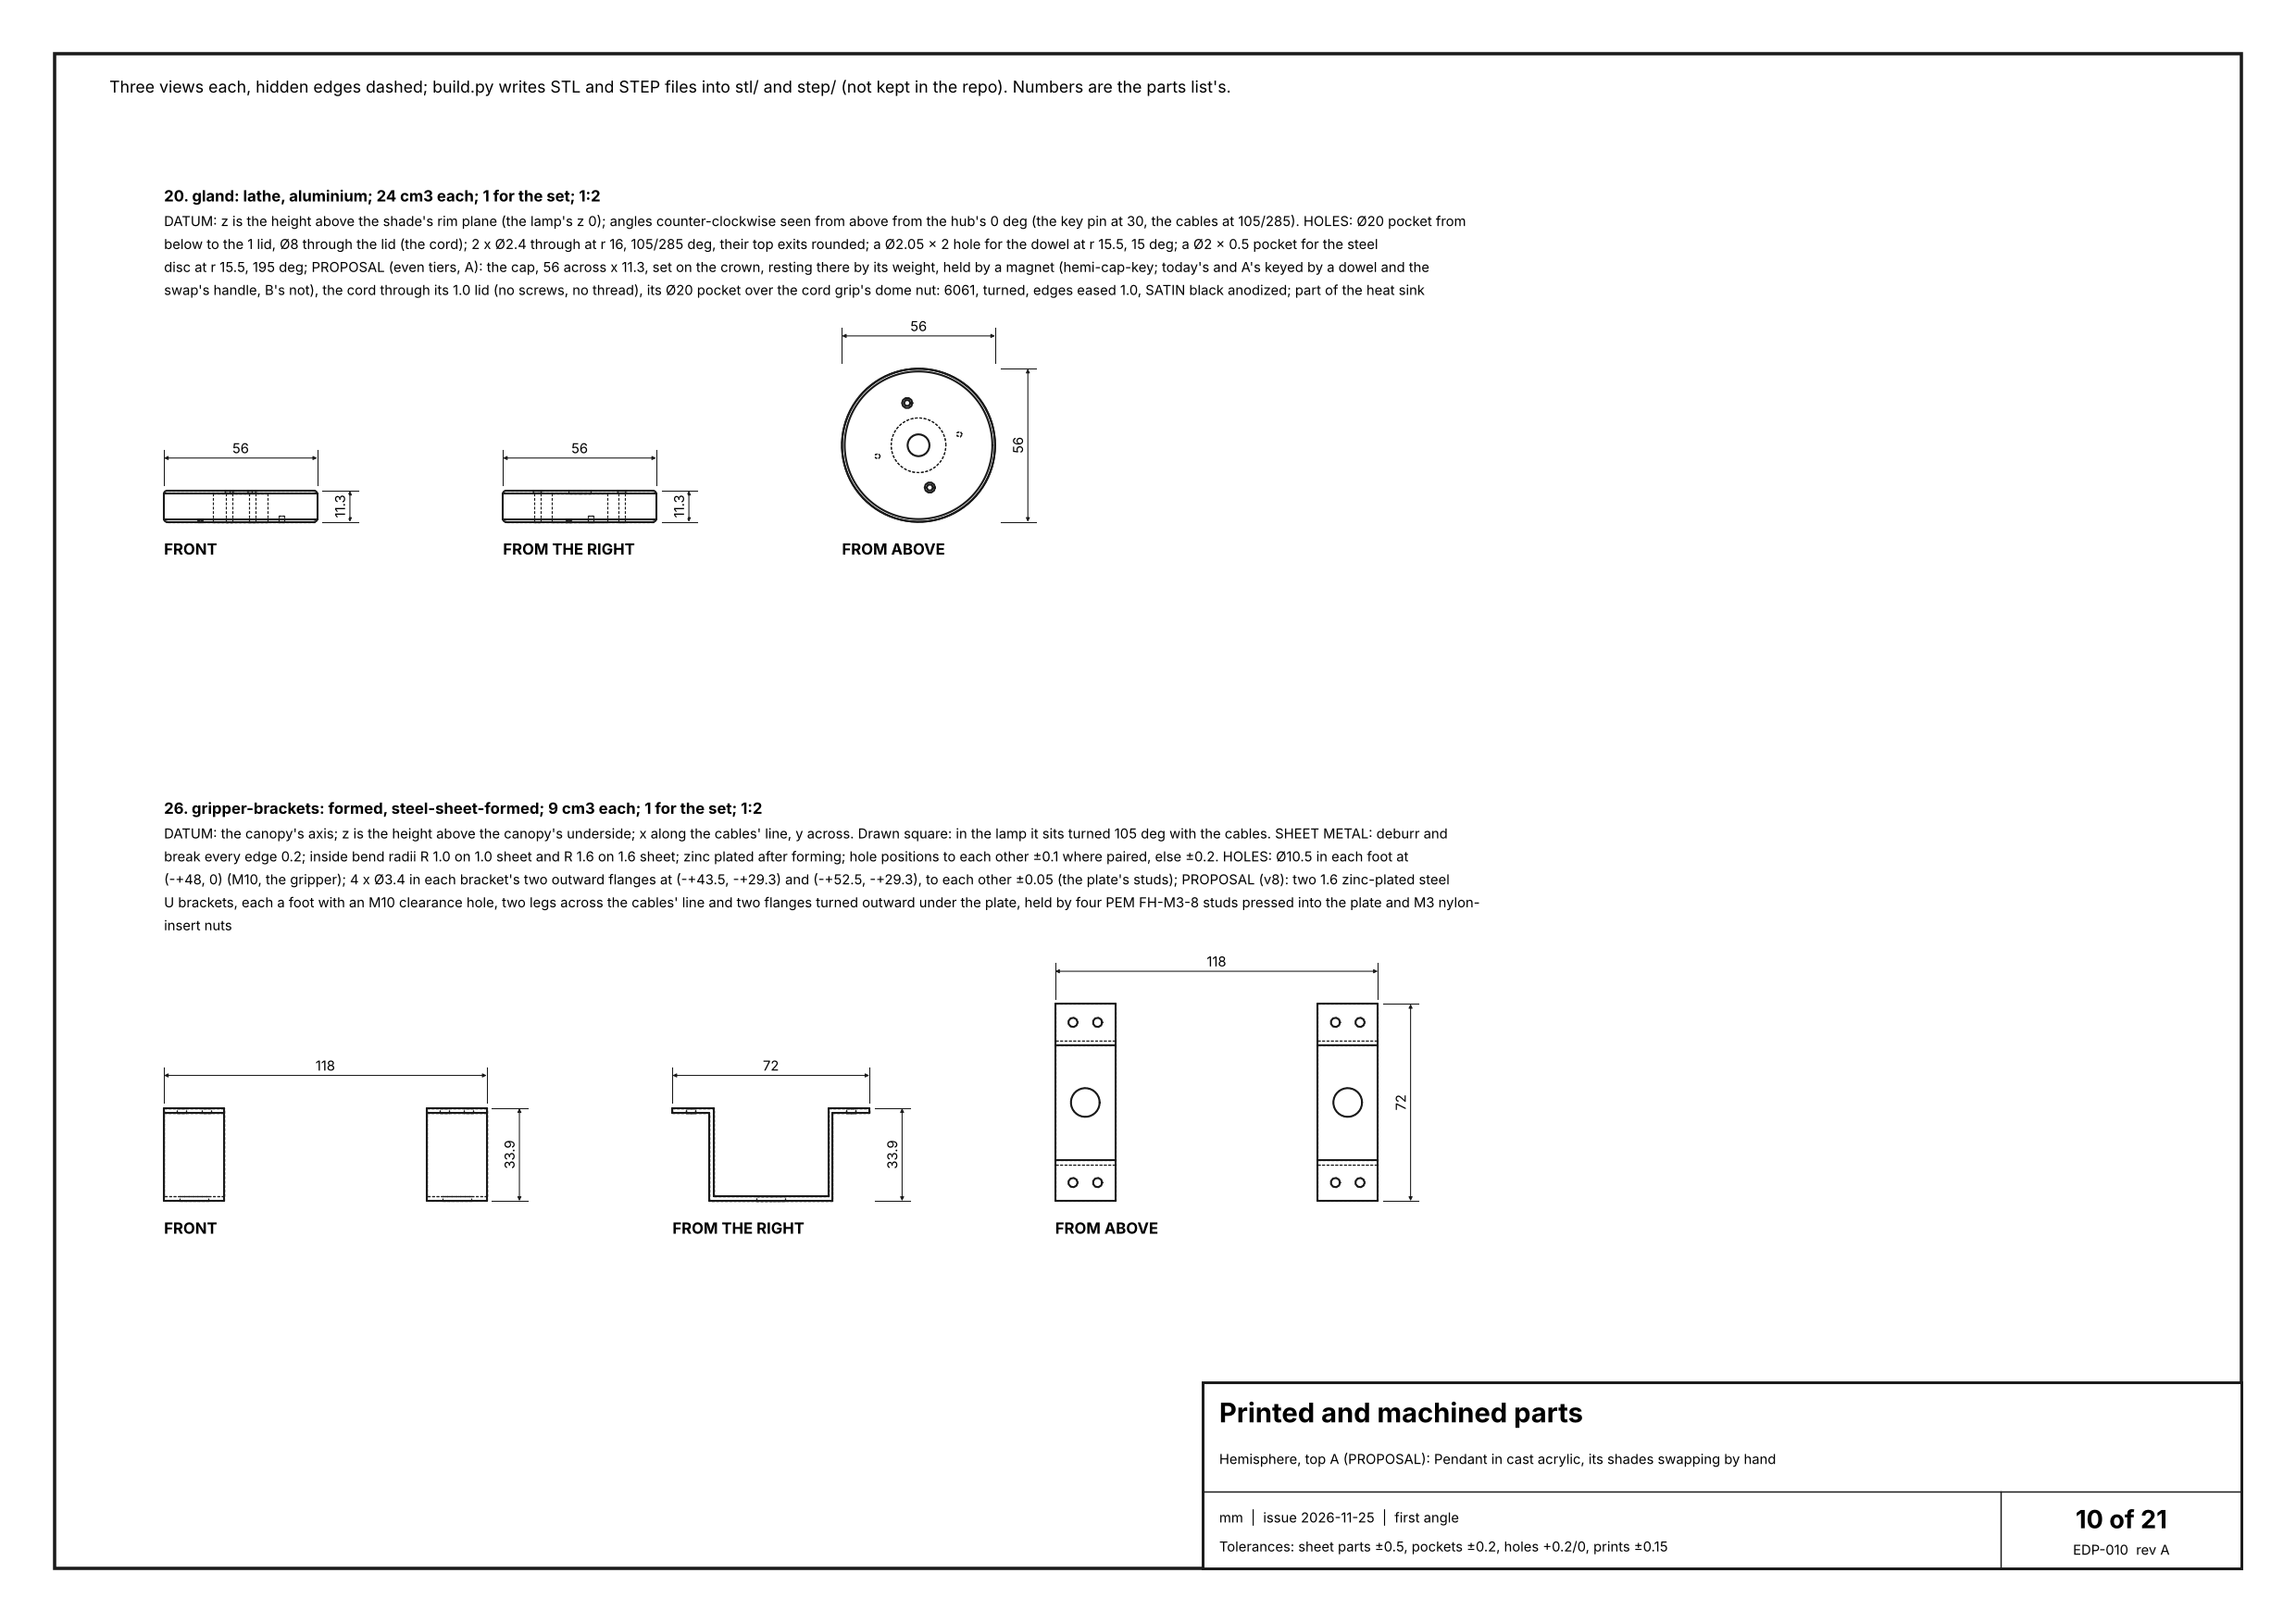 Three views each, hidden edges dashed; build.py writes STL and STEP files into stl/ and step/ (not kept in the repo). Numbers are the parts list's.
20. gland: lathe, aluminium; 24 cm3 each; 1 for the set; 1:2
DATUM: z is the height above the shade's rim plane (the lamp's z 0); angles counter-clockwise seen from above from the hub's 0 deg (the key pin at 30, the cables at 105/285). HOLES: Ø20 pocket from
below to the 1 lid, Ø8 through the lid (the cord); 2 x Ø2.4 through at r 16, 105/285 deg, their top exits rounded; a Ø2.05 × 2 hole for the dowel at r 15.5, 15 deg; a Ø2 × 0.5 pocket for the steel
disc at r 15.5, 195 deg; PROPOSAL (even tiers, A): the cap, 56 across x 11.3, set on the crown, resting there by its weight, held by a magnet (hemi-cap-key; today's and A's keyed by a dowel and the
swap's handle, B's not), the cord through its 1.0 lid (no screws, no thread), its Ø20 pocket over the cord grip's dome nut: 6061, turned, edges eased 1.0, SATIN black anodized; part of the heat sink
56
56
56
56
11.3
11.3
FRONT
FROM THE RIGHT
FROM ABOVE
26. gripper-brackets: formed, steel-sheet-formed; 9 cm3 each; 1 for the set; 1:2
DATUM: the canopy's axis; z is the height above the canopy's underside; x along the cables' line, y across. Drawn square: in the lamp it sits turned 105 deg with the cables. SHEET METAL: deburr and
break every edge 0.2; inside bend radii R 1.0 on 1.0 sheet and R 1.6 on 1.6 sheet; zinc plated after forming; hole positions to each other ±0.1 where paired, else ±0.2. HOLES: Ø10.5 in each foot at
(-+48, 0) (M10, the gripper); 4 x Ø3.4 in each bracket's two outward flanges at (-+43.5, -+29.3) and (-+52.5, -+29.3), to each other ±0.05 (the plate's studs); PROPOSAL (v8): two 1.6 zinc-plated steel
U brackets, each a foot with an M10 clearance hole, two legs across the cables' line and two flanges turned outward under the plate, held by four PEM FH-M3-8 studs pressed into the plate and M3 nylon-
insert nuts
118
118
72
72
33.9
33.9
FRONT
FROM THE RIGHT
FROM ABOVE
Printed and machined parts
Hemisphere, top A (PROPOSAL): Pendant in cast acrylic, its shades swapping by hand
mm | issue 2026-11-25 | first angle
Tolerances: sheet parts ±0.5, pockets ±0.2, holes +0.2/0, prints ±0.15
10 of 21
EDP-010 rev A